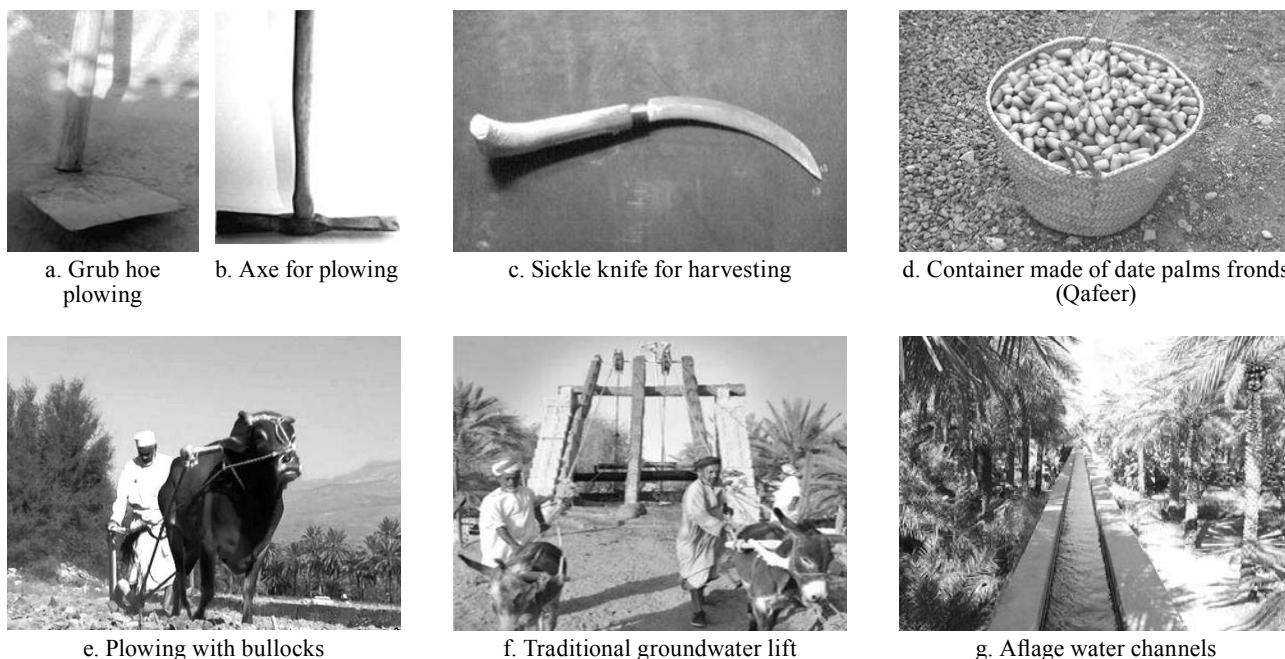 a. Grub hoe
plowing
b. Axe for plowing
c. Sickle knife for harvesting
d. Container made of date palms fronds
(Qafeer)
e. Plowing with bullocks
f. Traditional groundwater lift
g. Aflage water channels